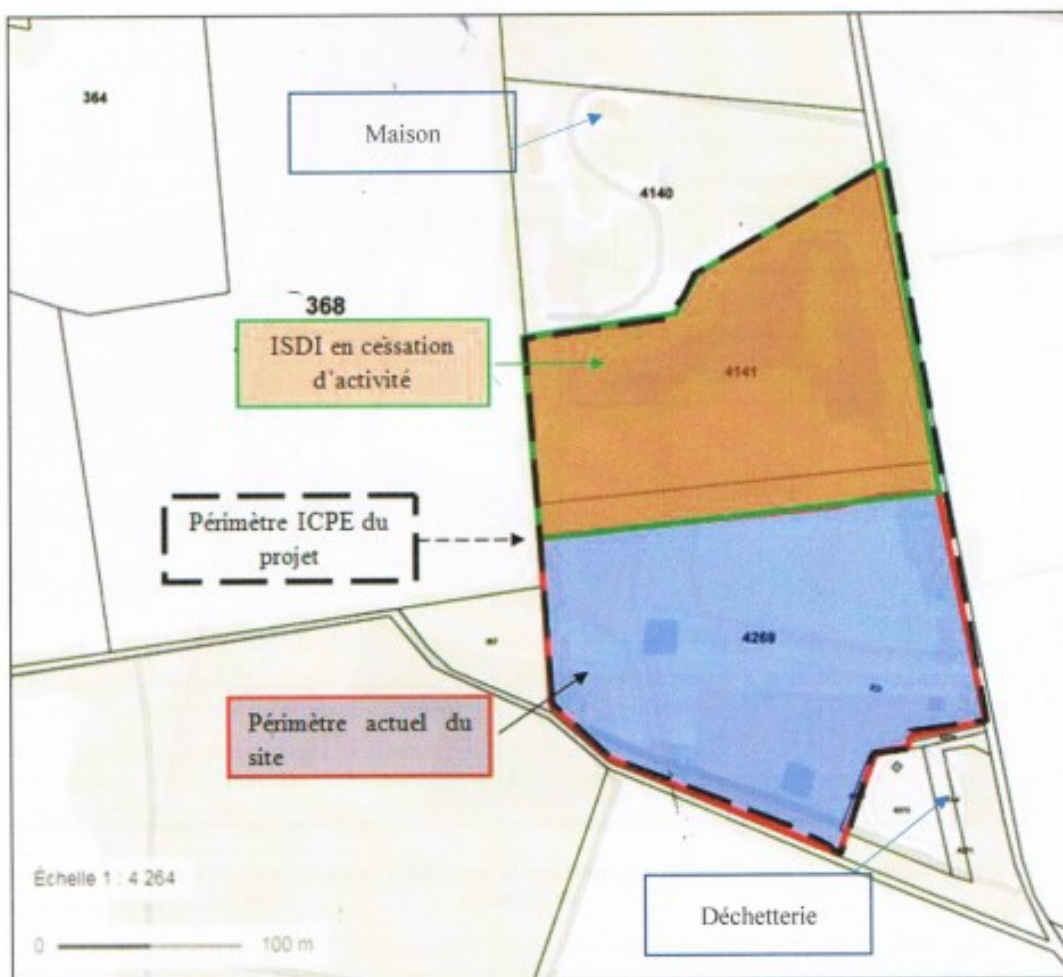 364
Maison
4140
368
ISDI en cessation
d'activité
4141
Périmètre ICPE du
projet
4269
Périmètre actuel du
site
Échelle 1 : 4 264
0 100 m
Déchetterie